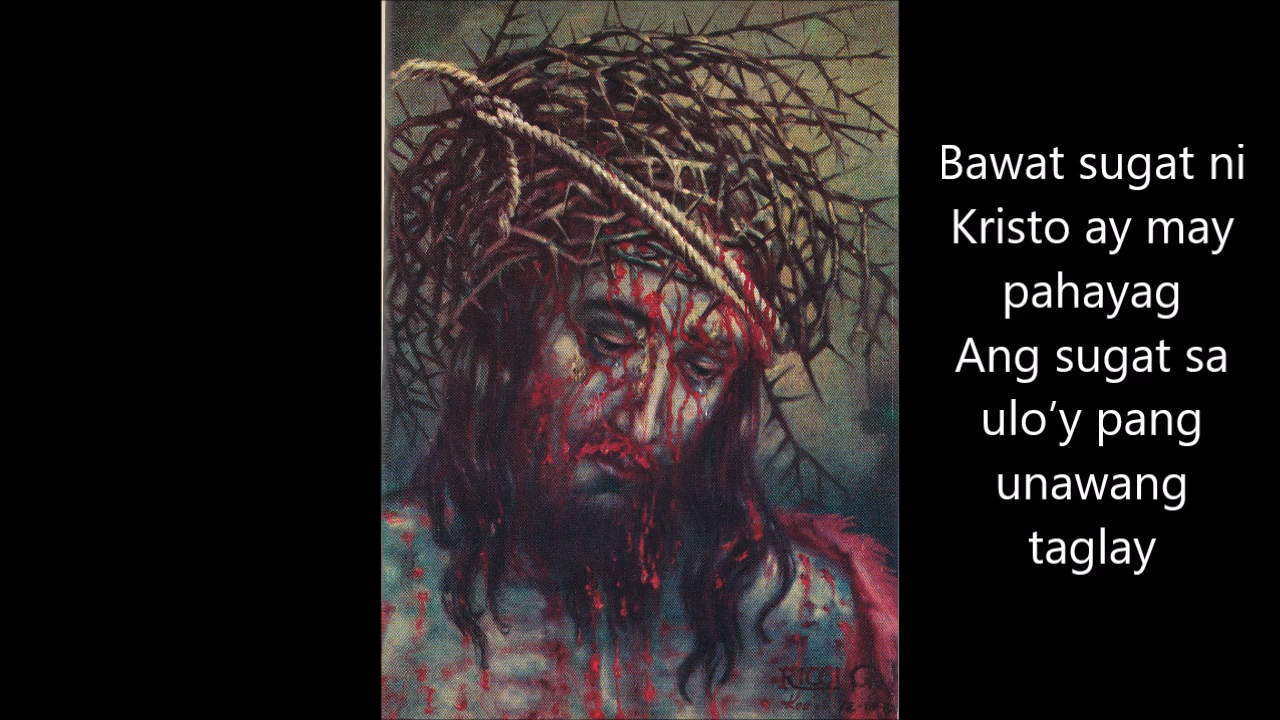 Bawat sugat ni
Kristo ay may
pahayag
Ang sugat sa
ulo’y pang
unawang
taglay